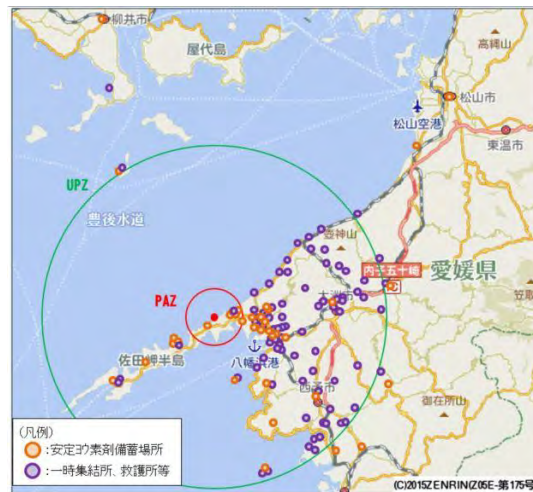 柳井市
屋代島
高縄山
松山市
松山空港
東温市
UPZ
豊後水道
壺神山
内子五十崎
愛媛県
PAZ
大洲市
笠取
佐田岬半島
八幡浜港
西予市
御在所山
(凡例)
:安定ヨウ素剤備蓄場所
:一時集結所、救護所等
(C)2015ZENRIN(Z05E-第175号)